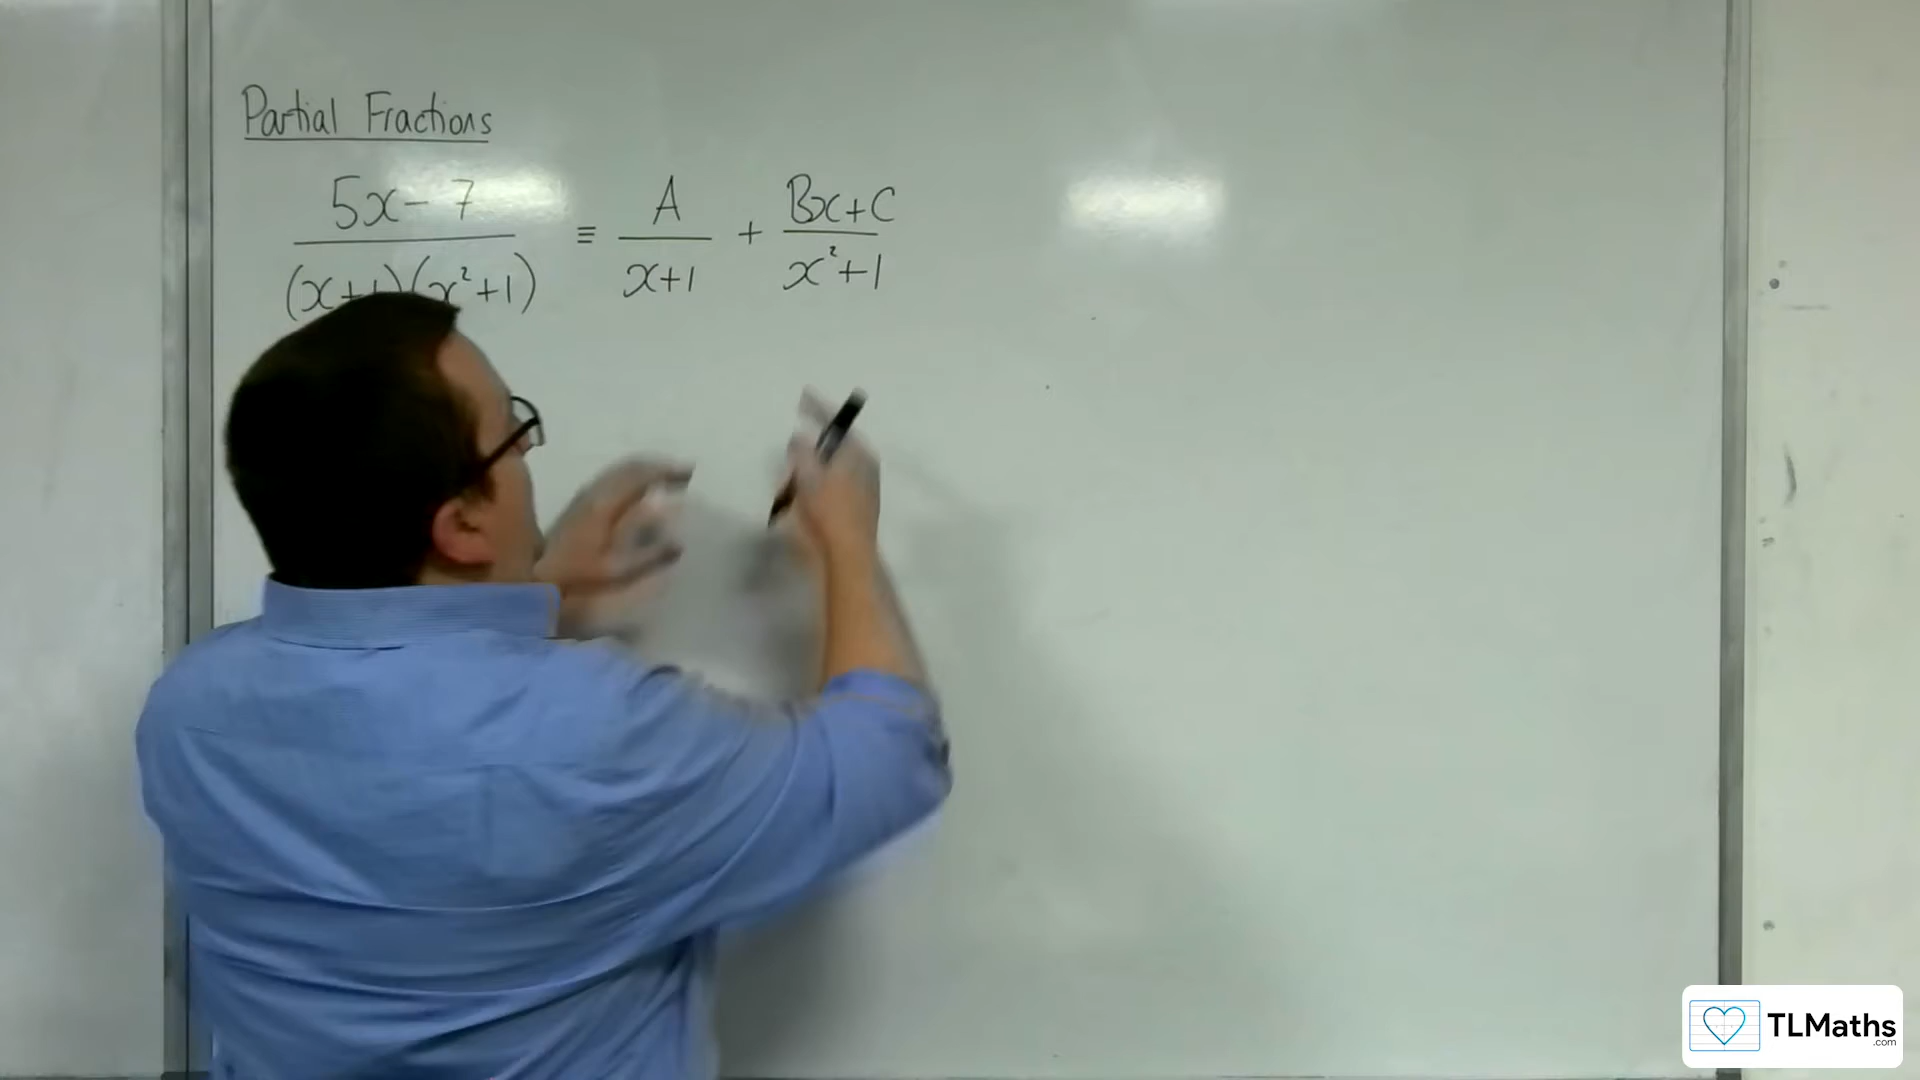 Partial Fractions
5x-7 / (x+1)(x²+1) ≡ A / x+1 + Bx+C / x²+1
TLMaths
.com